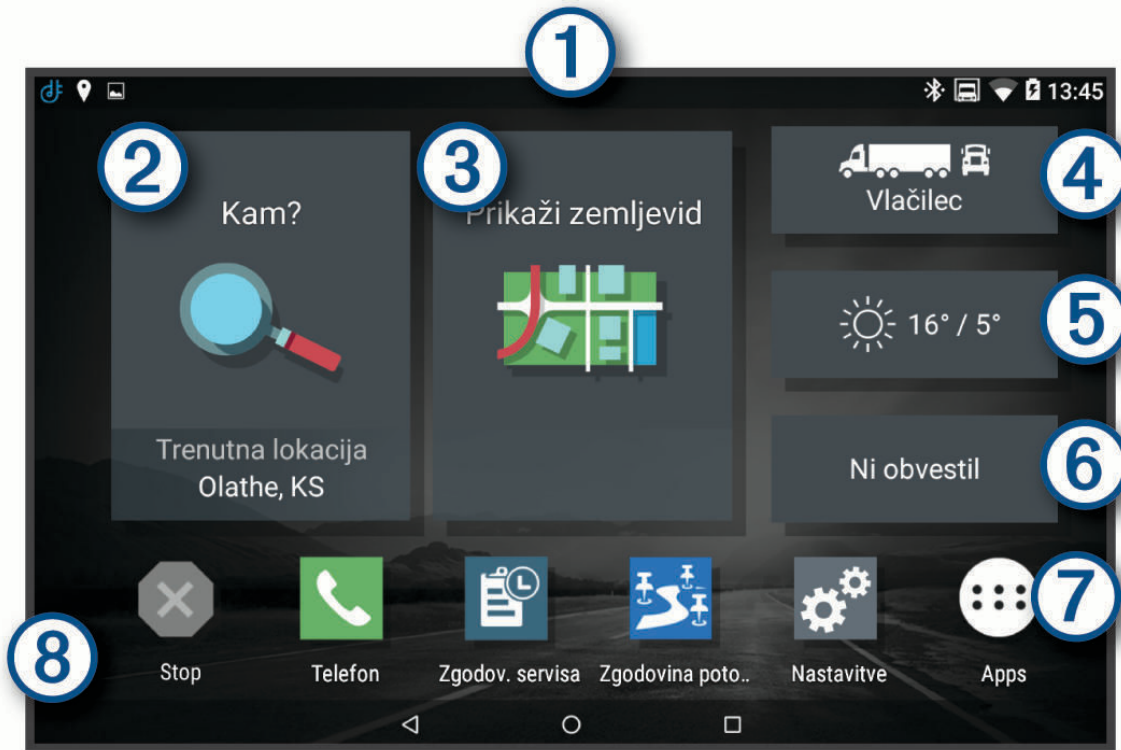 1
13:45
2
3
4
Kam?
Prikaži zemljevid
Vlačilec
5
16° / 5°
Trenutna lokacija
Olathe, KS
6
Ni obvestil
7
8
Stop
Telefon
Zgodov. servisa
Zgodovina poto..
Nastavitve
Apps